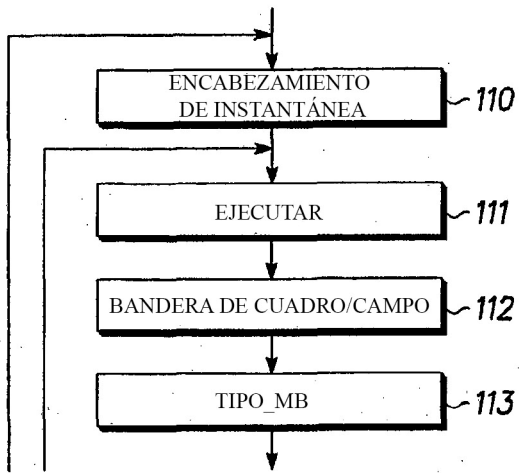 ENCABEZAMIENTO
DE INSTANTÁNEA
110
EJECUTAR
111
BANDERA DE CUADRO/CAMPO
112
TIPO_MB
113